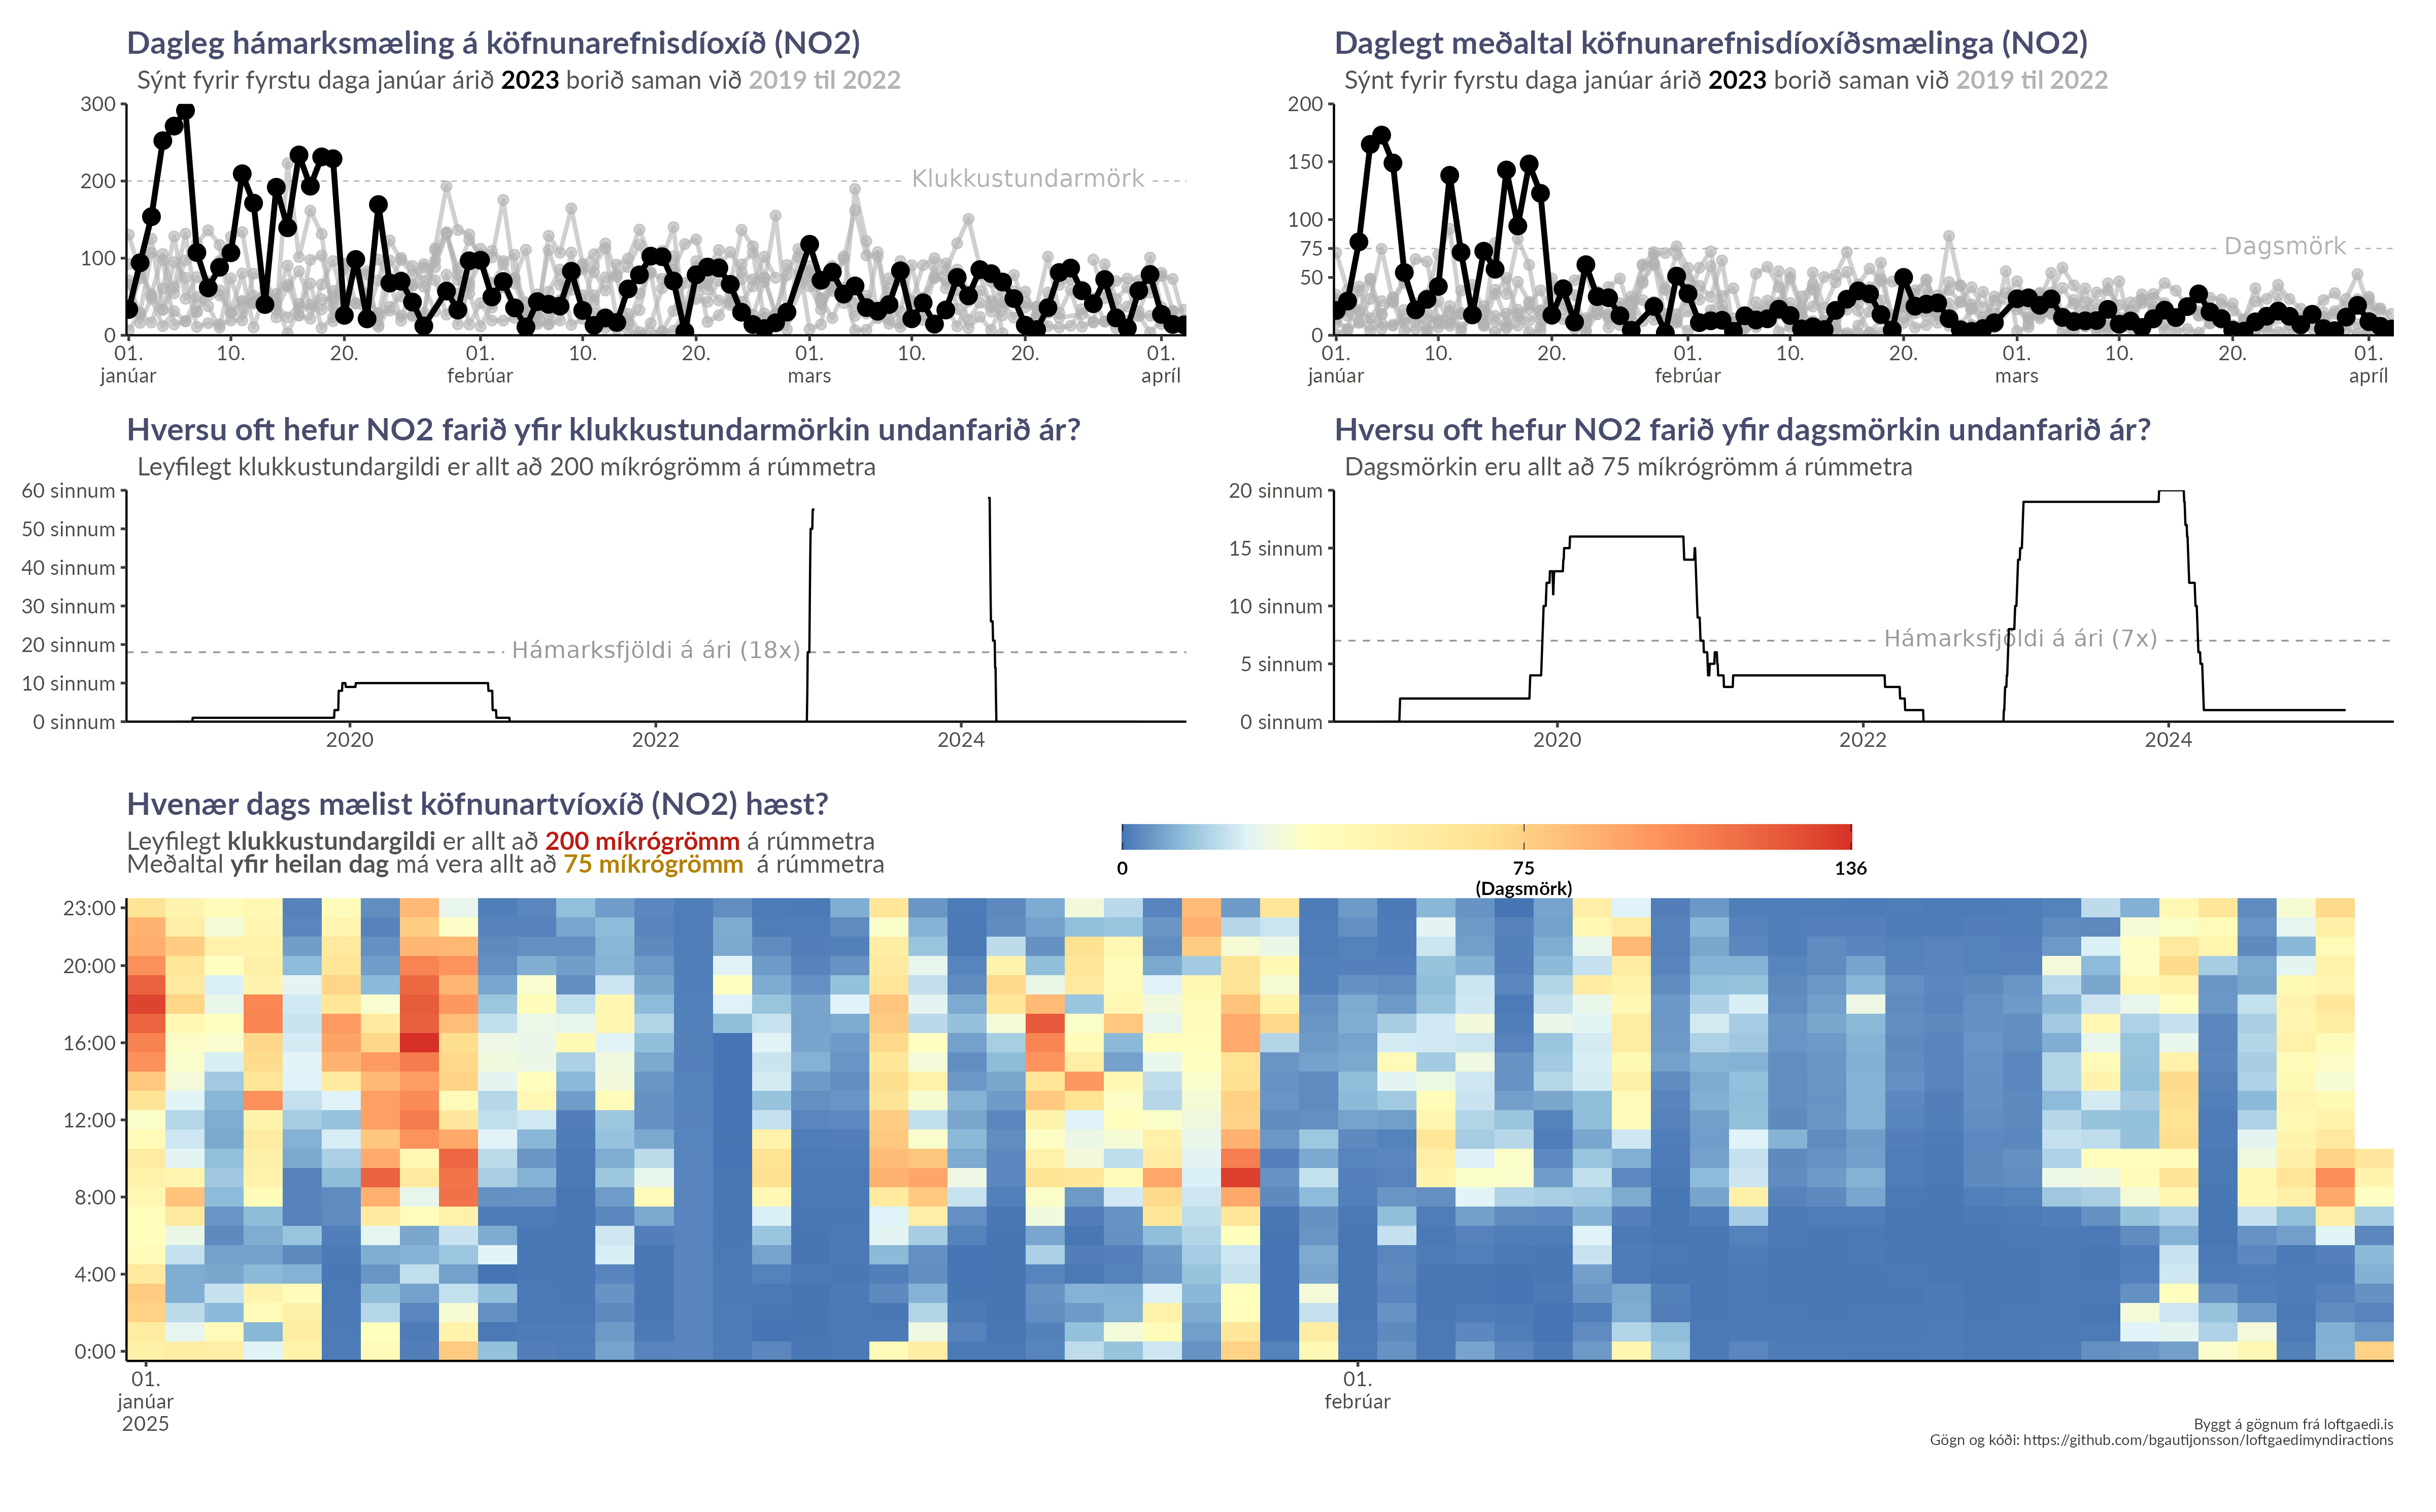 Dagleg hámarksmæling á köfnunarefnisdíoxíð (NO2)
Sýnt fyrir fyrstu daga janúar árið 2023 borið saman við 2019 til 2022
300
200
100
0
Klukkustundarmörk
01. 10. 20. 01. 10. 20. 01. 10. 20. 01.
janúar febrúar mars apríl
Daglegt meðaltal köfnunarefnisdíoxíðsmælinga (NO2)
Sýnt fyrir fyrstu daga janúar árið 2023 borið saman við 2019 til 2022
200
150
100
75
50
0
Dagsmörk
01. 10. 20. 01. 10. 20. 01. 10. 20. 01.
janúar febrúar mars apríl
Hversu oft hefur NO2 farið yfir klukkustundarmörkin undanfarið ár?
Leyfilegt klukkustundargildi er allt að 200 míkrógrömm á rúmmetra
60 sinnum
50 sinnum
40 sinnum
30 sinnum
20 sinnum
10 sinnum
0 sinnum
Hámarksfjöldi á ári (18x)
2020 2022 2024
Hversu oft hefur NO2 farið yfir dagsmörkin undanfarið ár?
Dagsmörkin eru allt að 75 míkrógrömm á rúmmetra
20 sinnum
15 sinnum
10 sinnum
5 sinnum
0 sinnum
Hámarksfjöldi á ári (7x)
2020 2022 2024
Hvenær dags mælist köfnunartvíoxíð (NO2) hæst?
Leyfilegt klukkustundargildi er allt að 200 míkrógrömm á rúmmetra
Meðaltal yfir heilan dag má vera allt að 75 míkrógrömm á rúmmetra
0 75 136
(Dagsmörk)
23:00
20:00
16:00
12:00
8:00
4:00
0:00
01. 01.
janúar febrúar
2025
Byggt á gögnum frá loftgaedi.is
Gögn og kóði: https://github.com/bgautijonsson/loftgaedimyndiractions